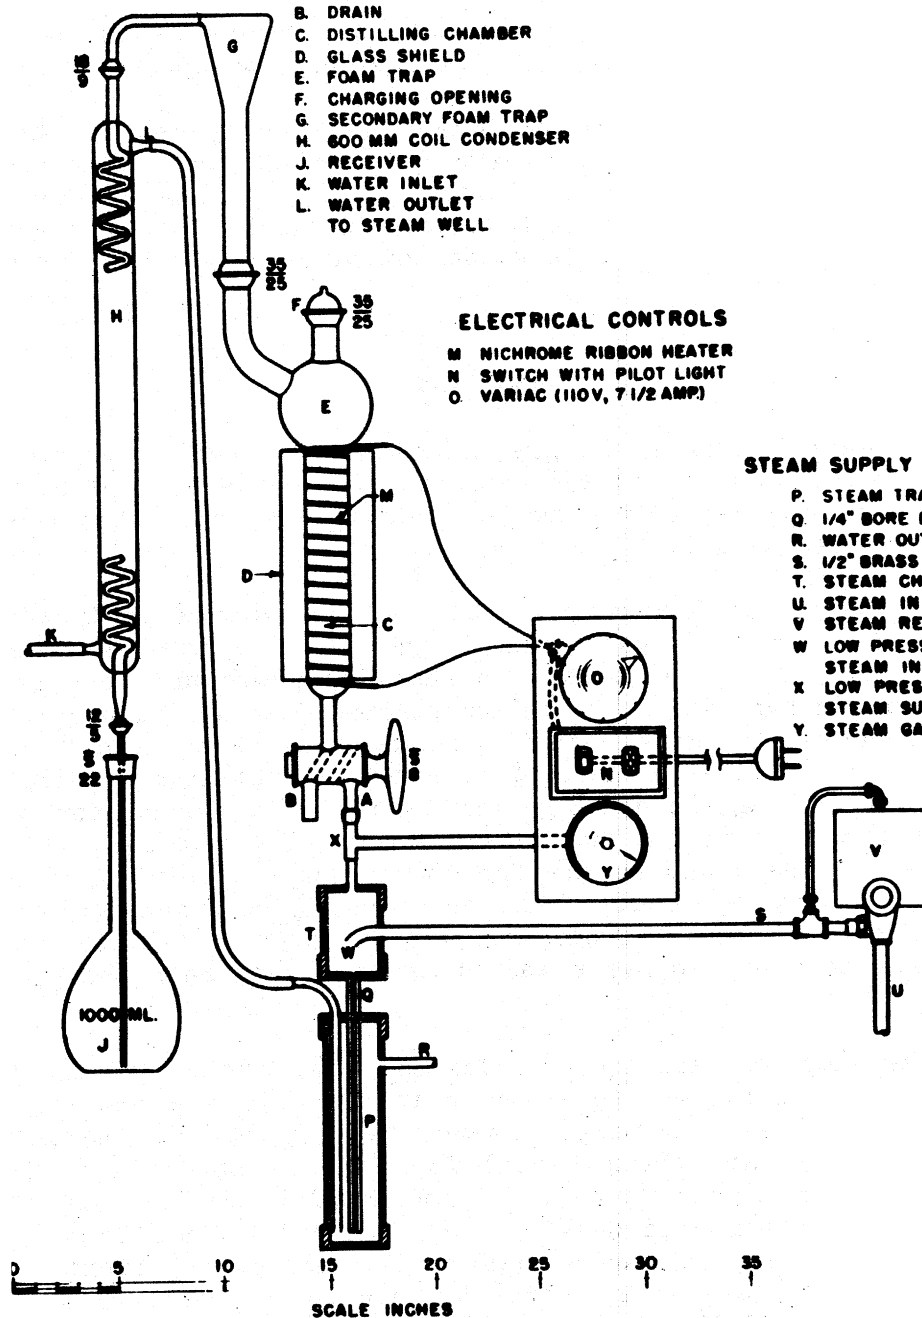 B. DRAIN
C. DISTILLING CHAMBER
D. GLASS SHIELD
E. FOAM TRAP
F. CHARGING OPENING
G. SECONDARY FOAM TRAP
H. 600 MM COIL CONDENSER
J. RECEIVER
K. WATER INLET
L. WATER OUTLET
TO STEAM WELL
ELECTRICAL CONTROLS
M NICHROME RIBBON HEATER
N SWITCH WITH PILOT LIGHT
O. VARIAC (110V, 7 1/2 AMP.)
STEAM SUPPLY
P. STEAM TRA
Q. 1/4" BORE
R. WATER OUT
S. 1/2" BRASS
T. STEAM CH
U. STEAM IN
V STEAM RE
W LOW PRESS
STEAM IN
X LOW PRES
STEAM SU
Y. STEAM GA
G
L
35
25
H
F
35
25
E
M
D
C
K
O
12
5
22
N
B
A
X
Y
V
T
W
S
Q
U
1000 ML.
J
R
P
0 5 10 15 20 25 30 35
SCALE INCHES